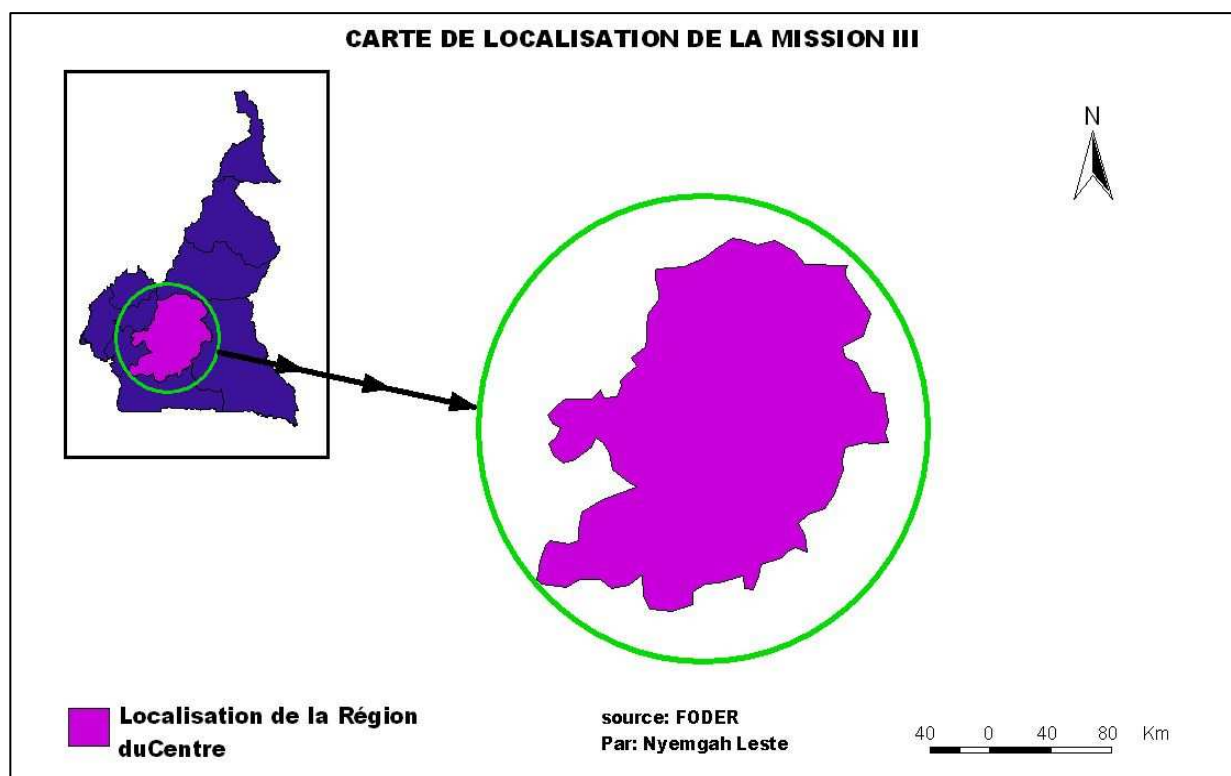 CARTE DE LOCALISATION DE LA MISSION III
N
Localisation de la Région
duCentre
source: FODER
Par: Nyemgah Leste
40 0 40 80 Km